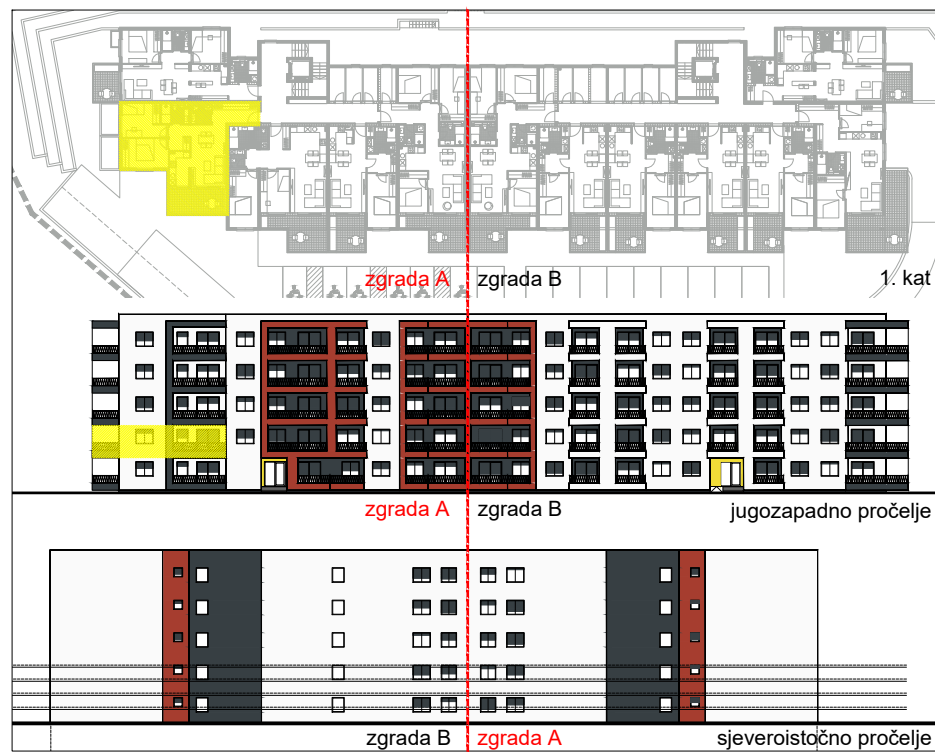 zgrada A zgrada B 1. kat
zgrada A zgrada B jugozapadno pročelje
zgrada B zgrada A sjeveroistočno pročelje